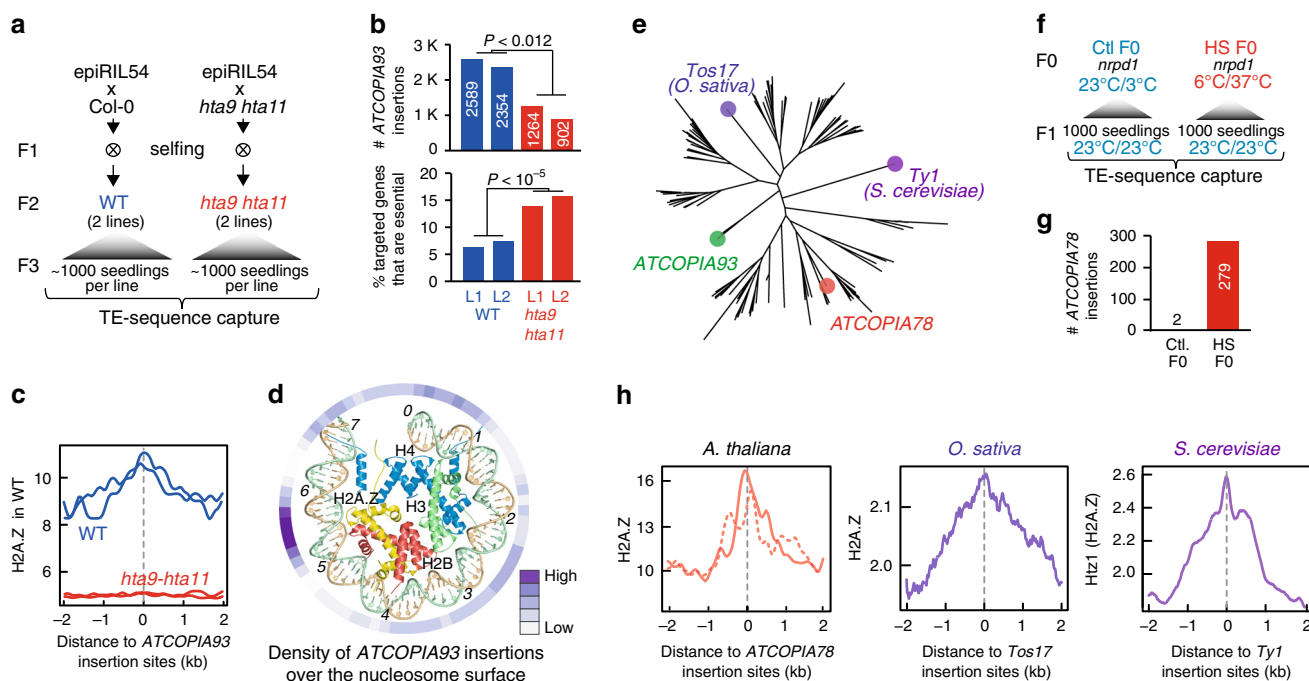 a
epiRIL54
x
Col-0
epiRIL54
x
hta9 hta11
F1
selfing
F2
WT
(2 lines)
hta9 hta11
(2 lines)
F3
~1000 seedlings
per line
~1000 seedlings
per line
TE-sequence capture
b
# ATCOPIA93
insertions
3 K
2 K
1 K
0
P < 0.012
2589
2354
1264
902
% targeted genes
that are esential
20
15
10
5
0
P < 10⁻⁵
L1 L2
WT
L1 L2
hta9
hta11
c
H2A.Z in WT
10
8
6
WT
hta9-hta11
−2 −1 0 1 2
Distance to ATCOPIA93
insertion sites (kb)
d
0
1
2
3
4
5
6
7
H4
H2A.Z
H3
H2B
High
Low
Density of ATCOPIA93 insertions
over the nucleosome surface
e
Tos17
(O. sativa)
Ty1
(S. cerevisiae)
ATCOPIA93
ATCOPIA78
f
F0
Ctl F0
nrpd1
23°C/3°C
HS F0
nrpd1
6°C/37°C
F1
1000 seedlings
23°C/23°C
1000 seedlings
23°C/23°C
TE-sequence capture
g
# ATCOPIA78
insertions
300
200
100
0
2
279
Ctl.
F0
HS
F0
h
A. thaliana
H2A.Z
16
13
10
−2 −1 0 1 2
Distance to ATCOPIA78
insertion sites (kb)
O. sativa
H2A.Z
2.1
2.0
−2 −1 0 1 2
Distance to Tos17
insertion sites (kb)
S. cerevisiae
Htz1 (H2A.Z)
2.6
2.4
2.2
2.0
−2 −1 0 1 2
Distance to Ty1
insertion sites (kb)